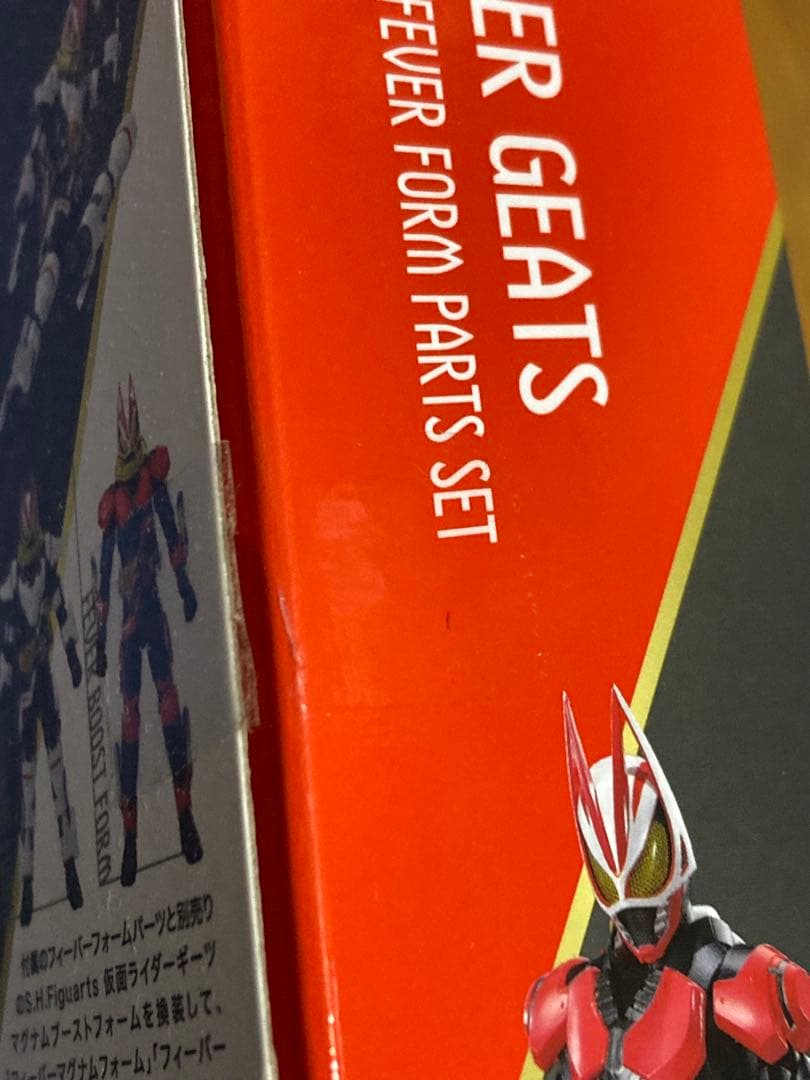 ER GEATS
FEVER FORM PARTS SET
FEVER BOOST FORM
付属のフィーバーフォームパーツと別売り
のS.H.Figuarts 仮面ライダーギーツ
マグナムブーストフォームを換装して、
「フィーバーマグナムフォーム」「フィーバー